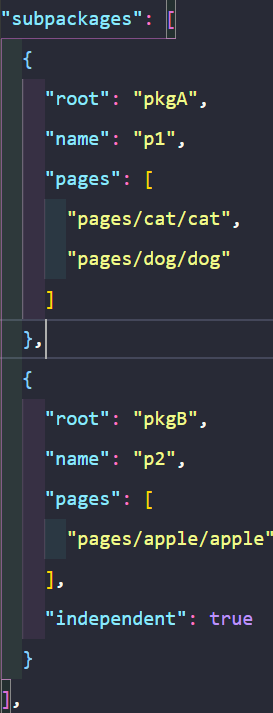 "subpackages": [
{
"root": "pkgA",
"name": "p1",
"pages": [
"pages/cat/cat",
"pages/dog/dog"
]
},
{
"root": "pkgB",
"name": "p2",
"pages": [
"pages/apple/apple"
],
"independent": true
}
],